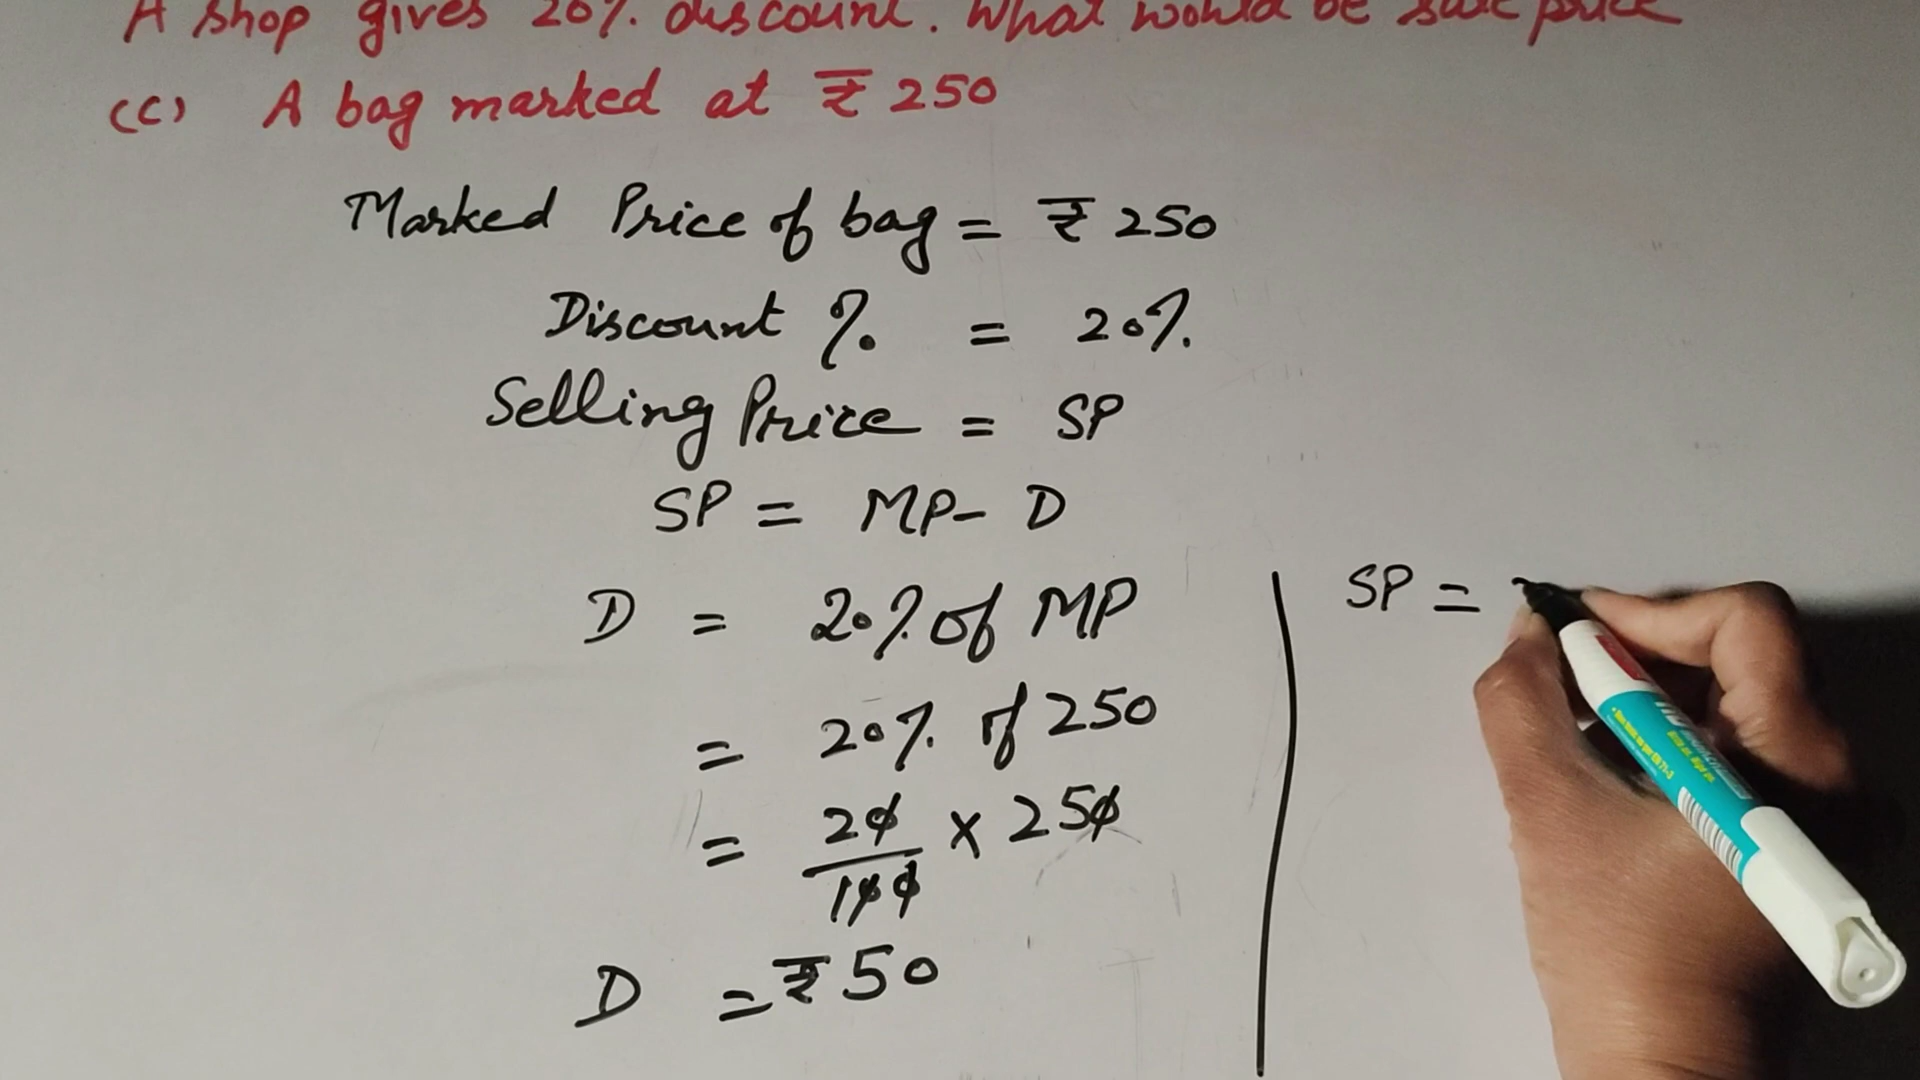 A shop gives 20%. discount. What would be sale price
(C) A bag marked at ₹ 250
Marked Price of bag = ₹ 250
Discount %. = 20%.
Selling Price = SP
SP = MP- D
D = 20%. of MP
= 20%. of 250
= 20/100 x 250
D = ₹ 50
SP =